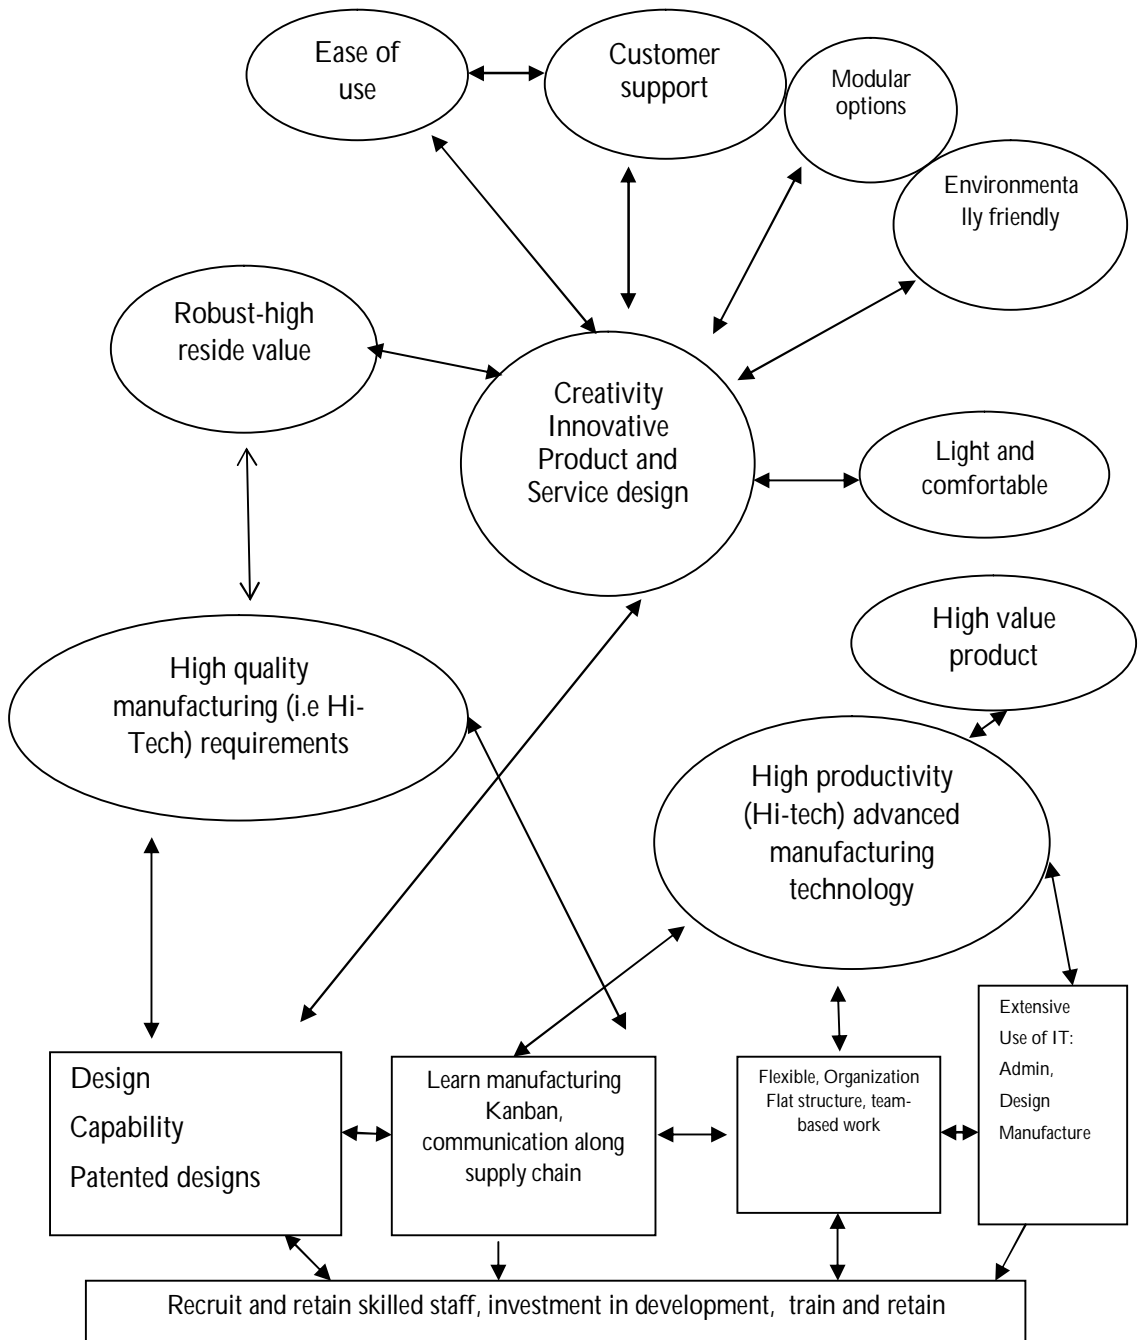 Ease of
use
Customer
support
Modular
options
Environmenta
lly friendly
Robust-high
reside value
Creativity
Innovative
Product and
Service design
Light and
comfortable
High value
product
High quality
manufacturing (i.e Hi-
Tech) requirements
High productivity
(Hi-tech) advanced
manufacturing
technology
Design
Capability
Patented designs
Learn manufacturing
Kanban,
communication along
supply chain
Flexible, Organization
Flat structure, team-
based work
Extensive
Use of IT:
Admin,
Design
Manufacture
Recruit and retain skilled staff, investment in development, train and retain